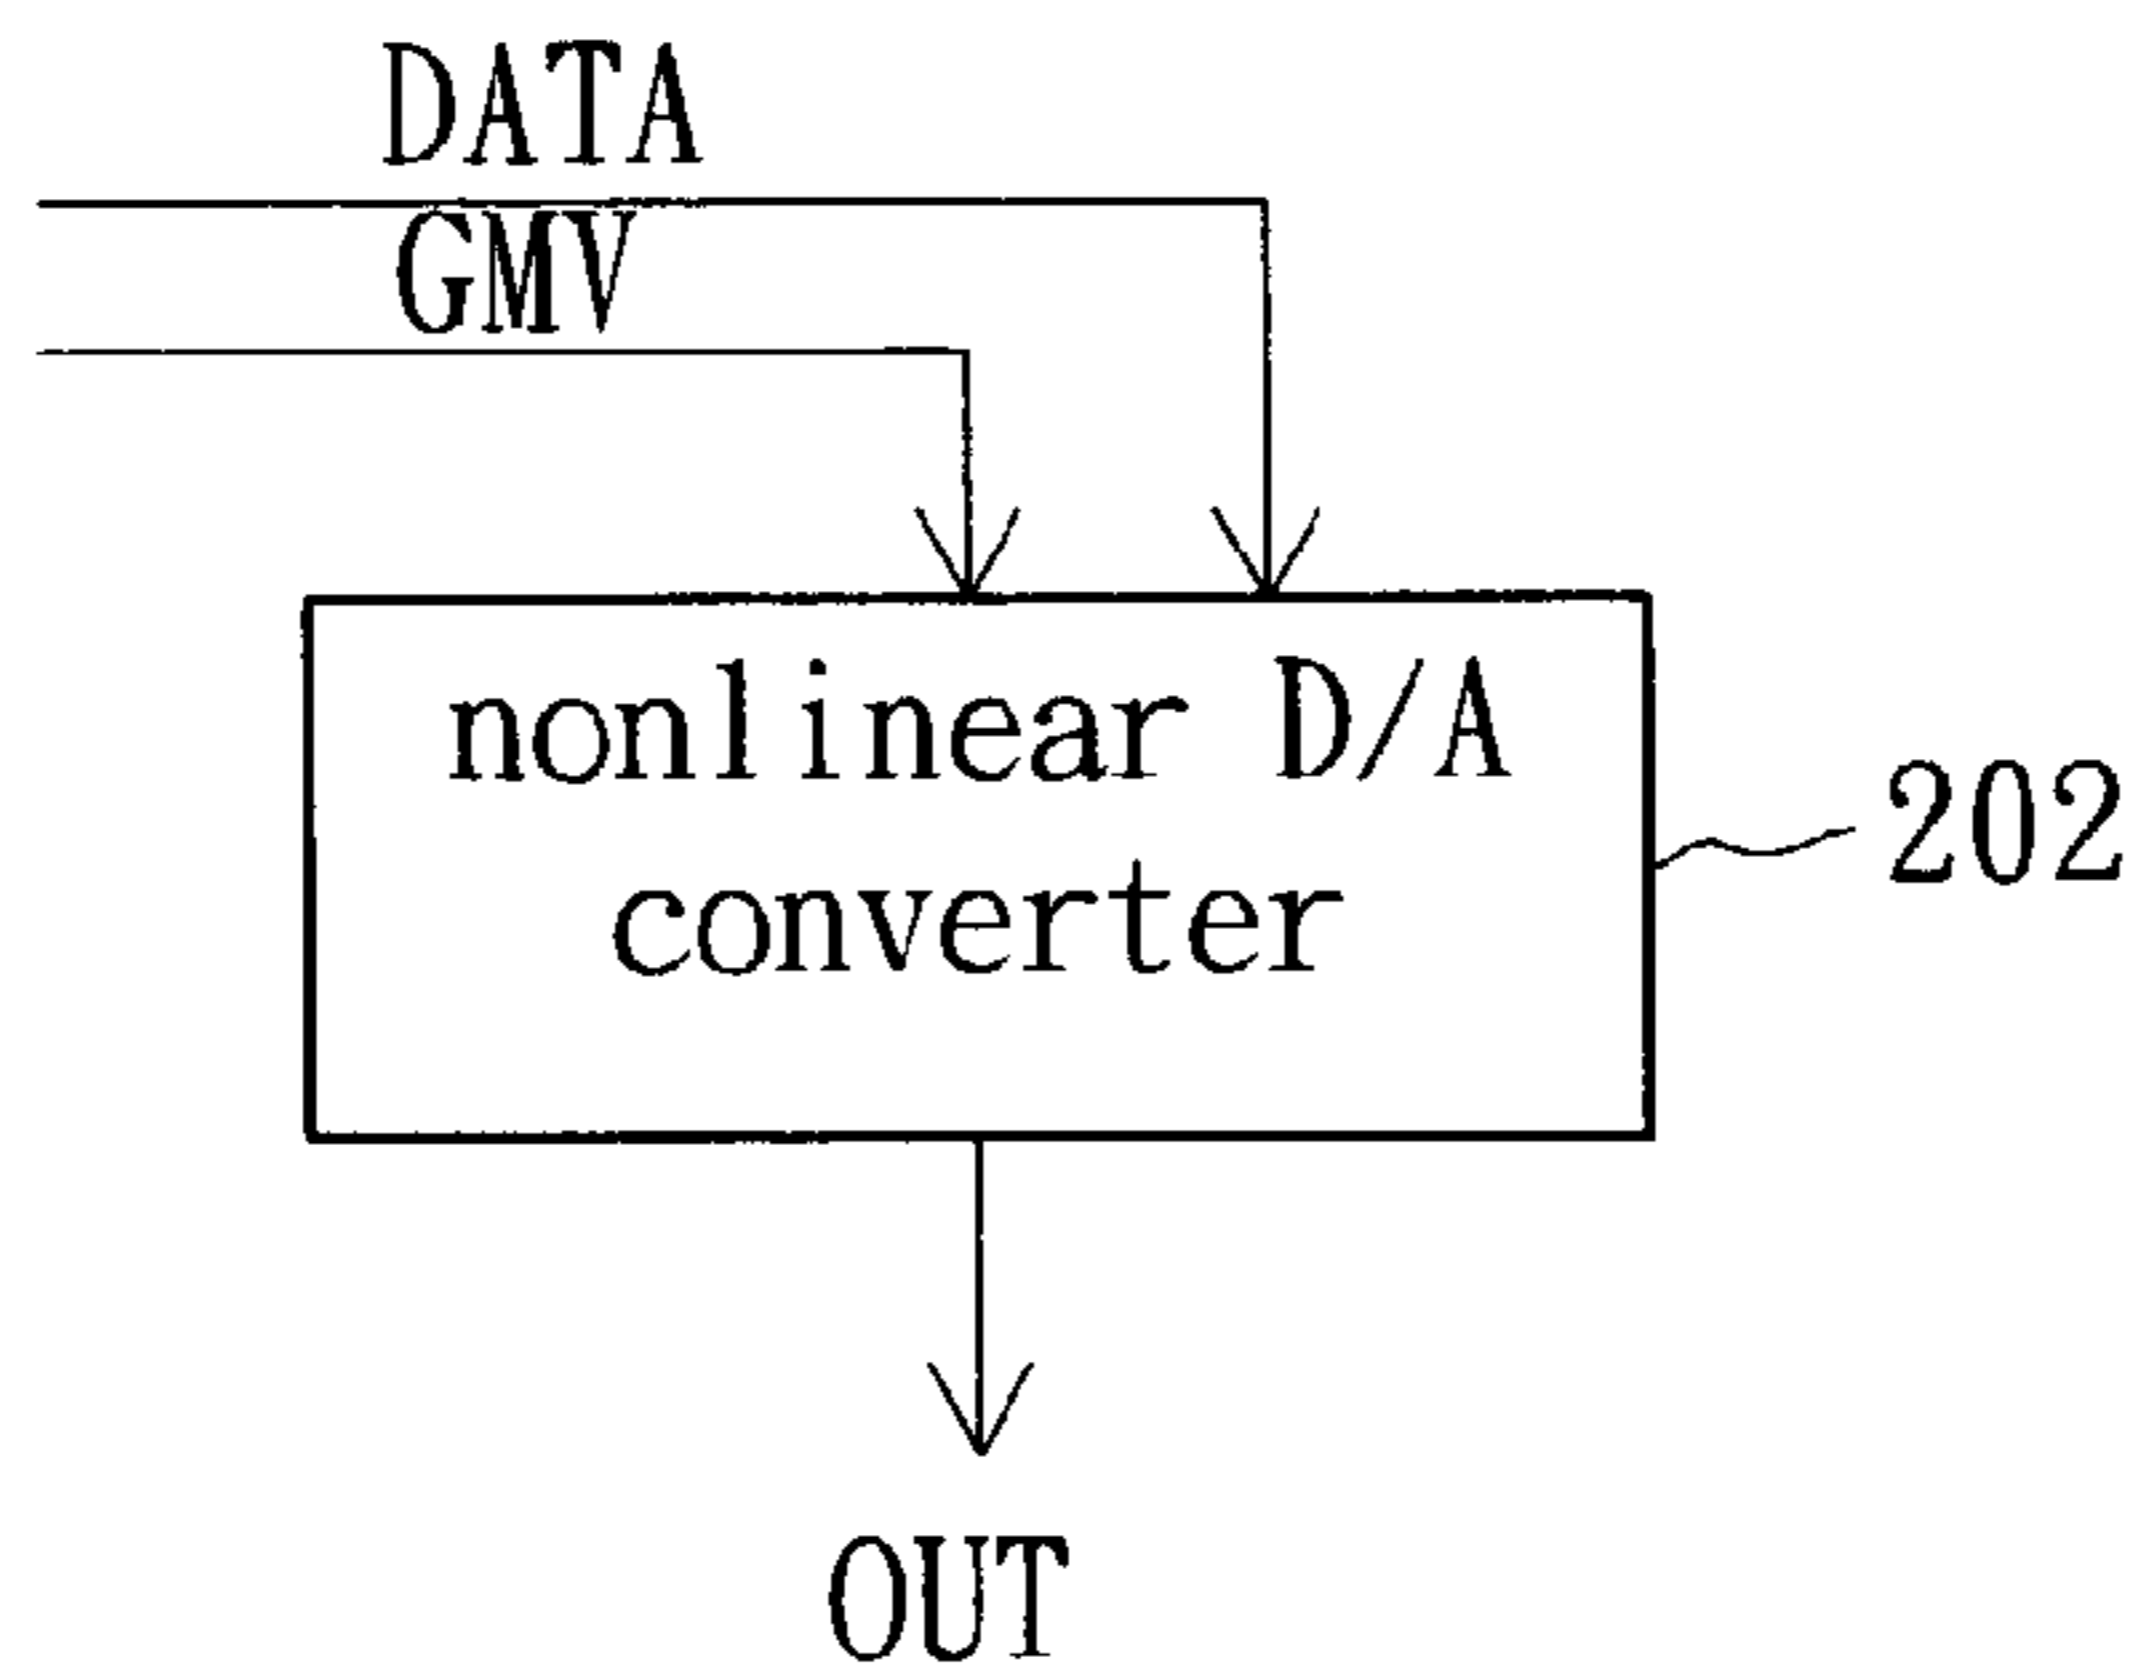 DATA
GMV
nonlinear D/A
converter
202
OUT